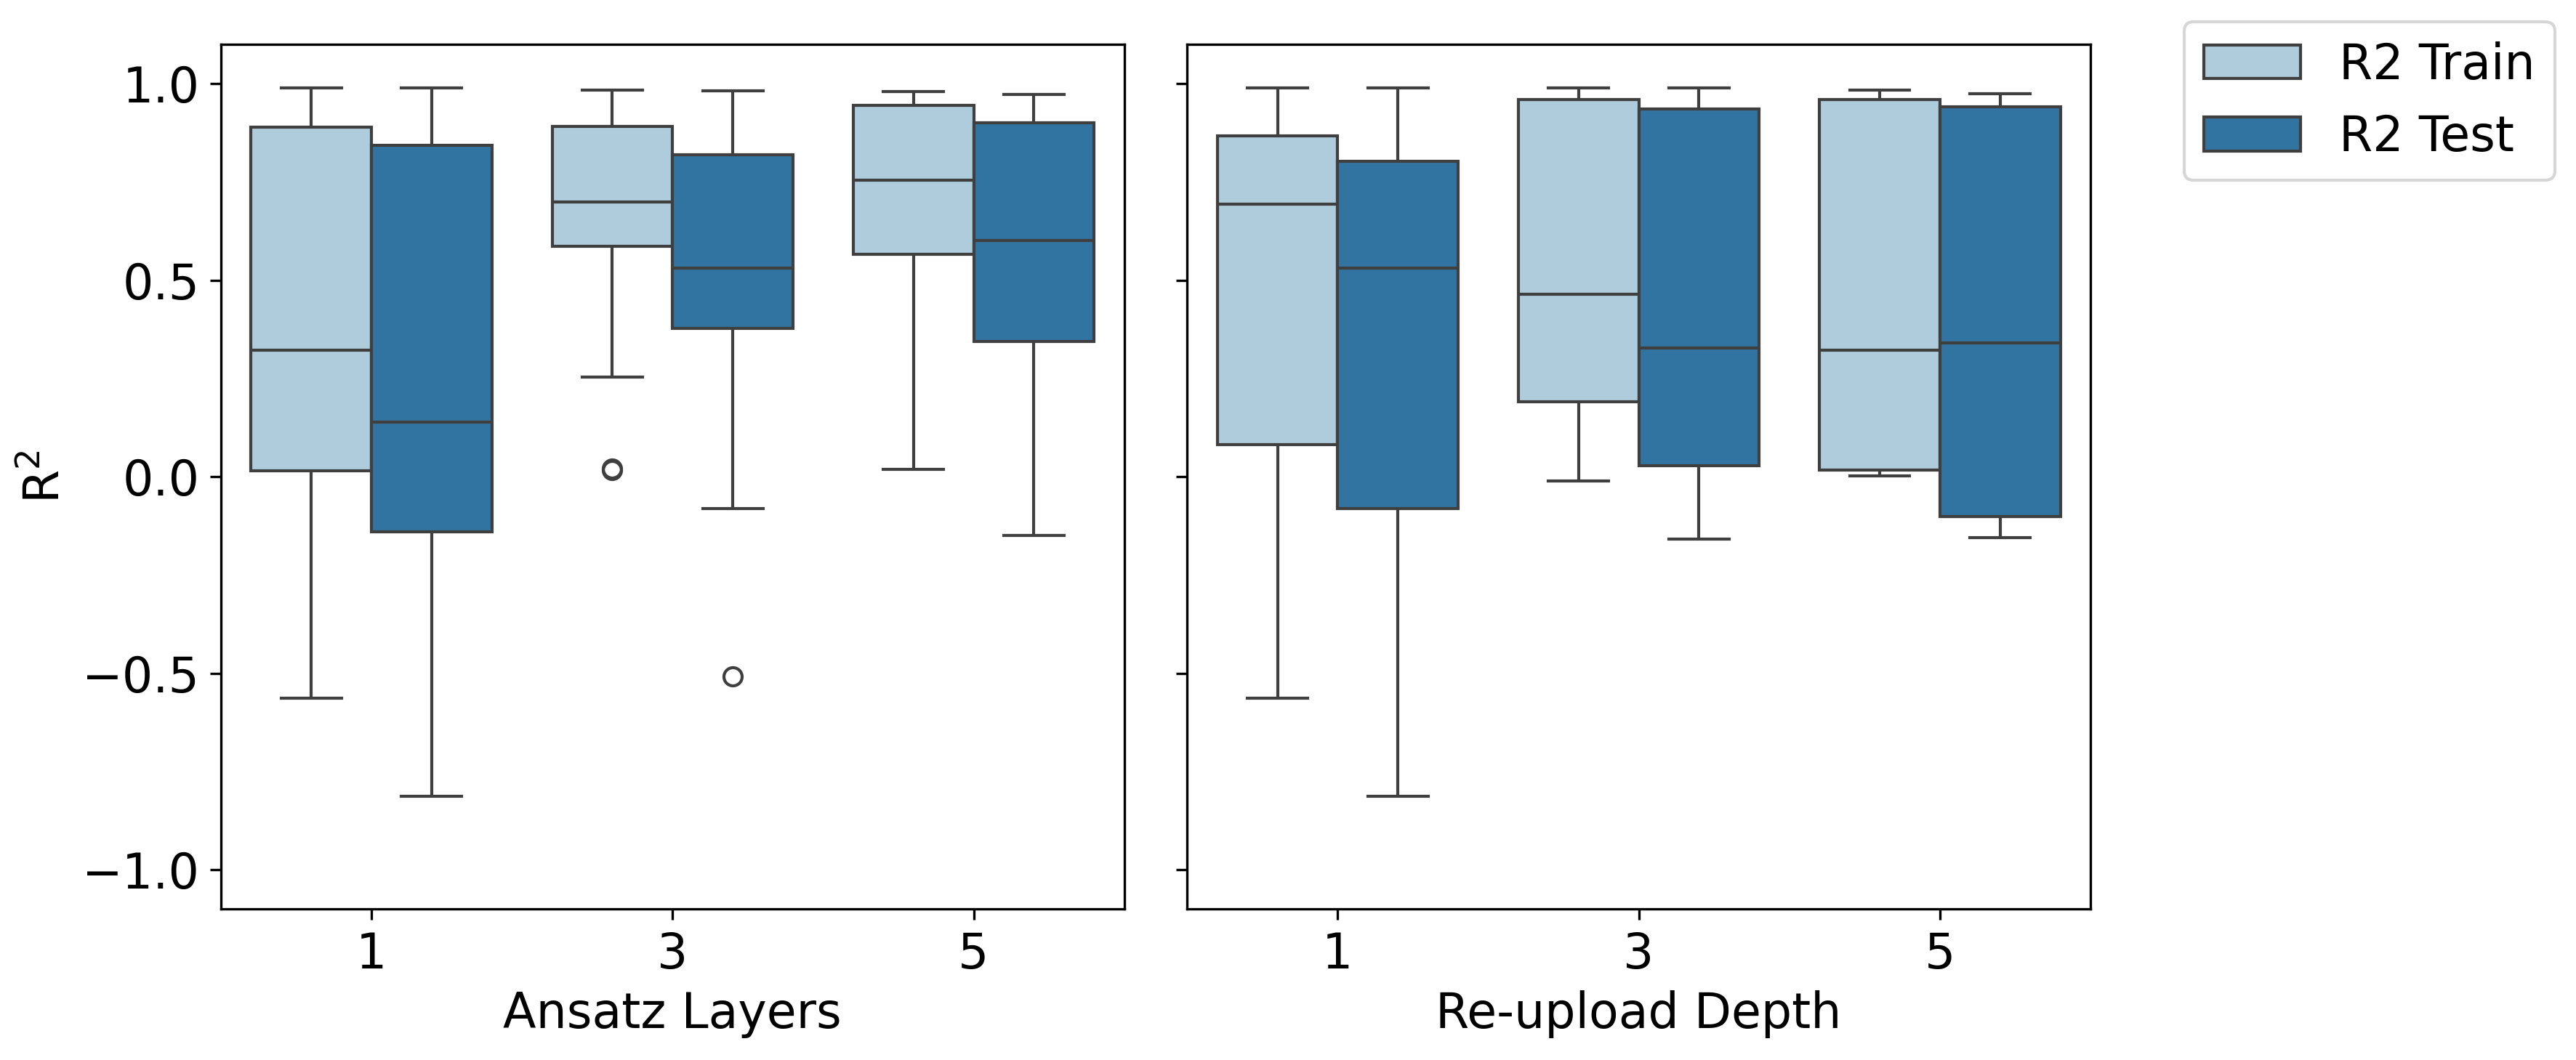 R2 Train
R2 Test
R²
1.0
0.5
0.0
−0.5
−1.0
1 3 5
Ansatz Layers
1 3 5
Re-upload Depth